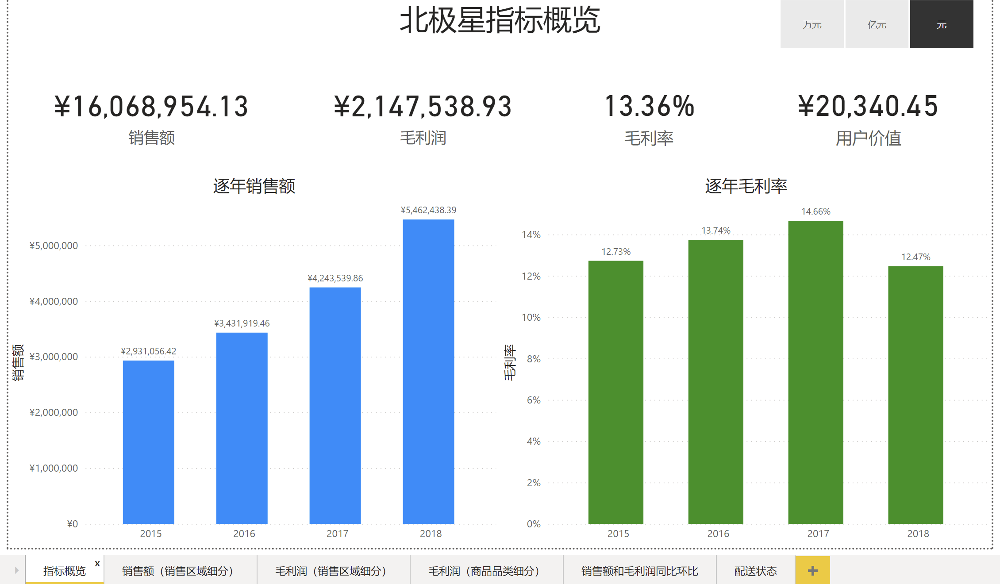 北极星指标概览
万元
亿元
元
¥16,068,954.13
销售额
¥2,147,538.93
毛利润
13.36%
毛利率
¥20,340.45
用户价值
逐年销售额
销售额
¥5,000,000
¥4,000,000
¥3,000,000
¥2,000,000
¥1,000,000
¥0
¥2,931,056.42
¥3,431,919.46
¥4,243,539.86
¥5,462,438.39
2015
2016
2017
2018
逐年毛利率
毛利率
14%
12%
10%
8%
6%
4%
2%
0%
12.73%
13.74%
14.66%
12.47%
2015
2016
2017
2018
指标概览
x
销售额（销售区域细分）
毛利润（销售区域细分）
毛利润（商品品类细分）
销售额和毛利润同比环比
配送状态